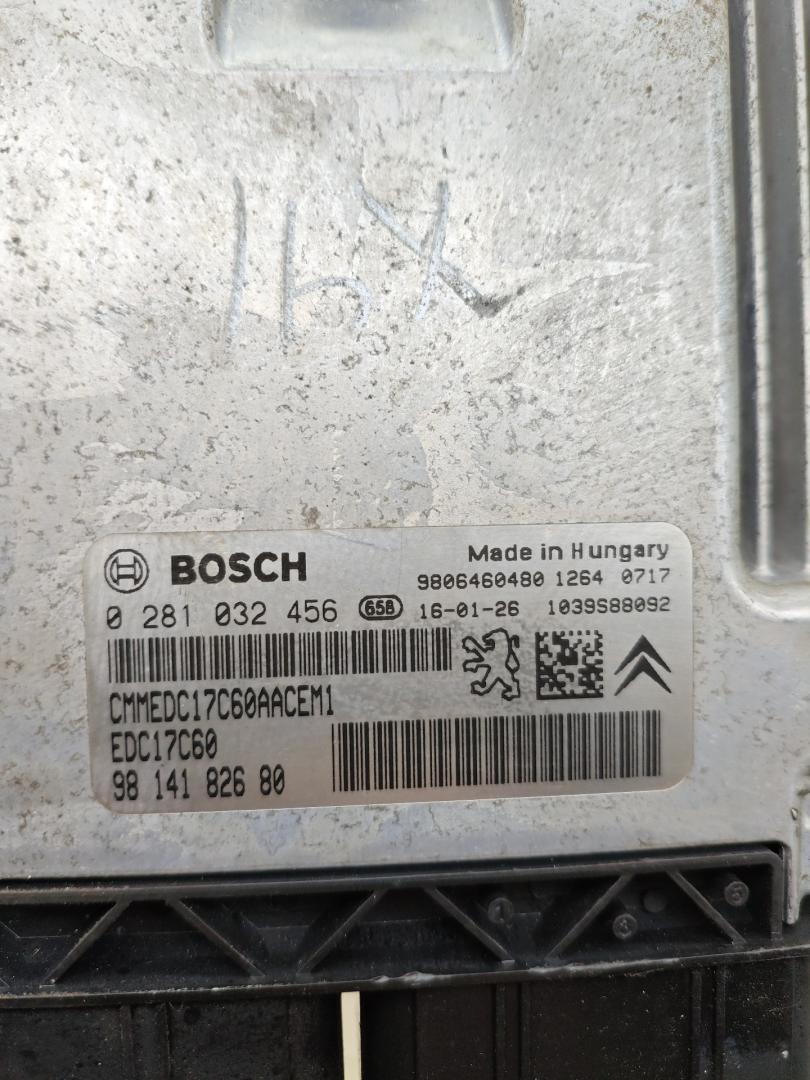 BOSCH
Made in Hungary
9806460480 1264 0717
0 281 032 456 658 16-01-26 1039S88092
CMMEDC17C60AACEM1
EDC17C60
98 141 826 80